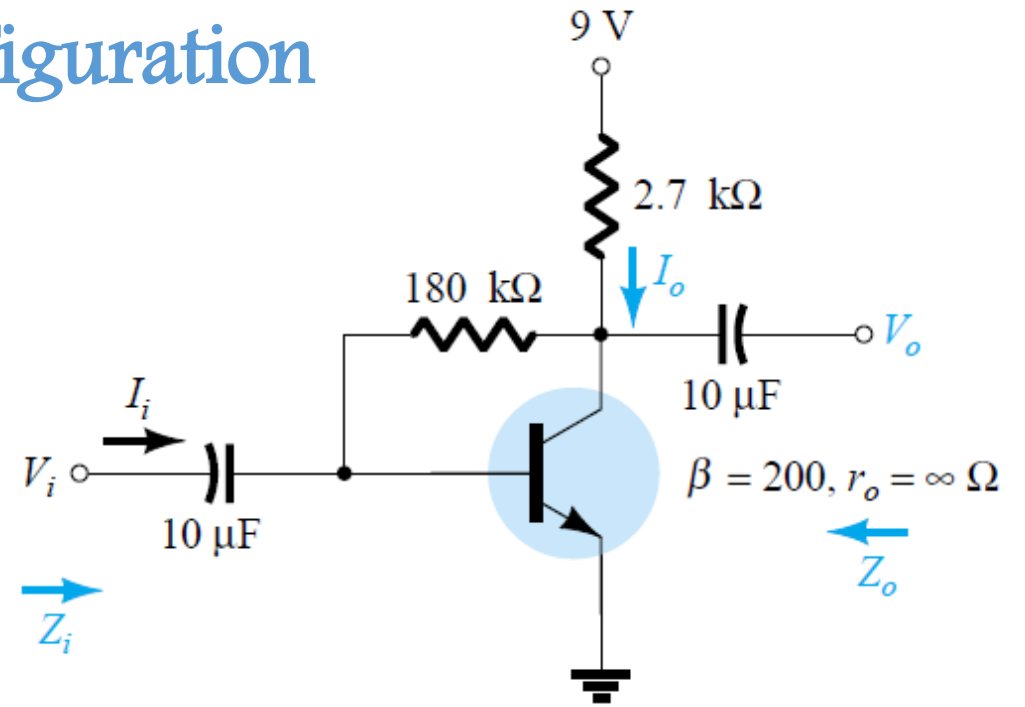 iguration
9 V
2.7 kΩ
I_o
180 kΩ
V_o
10 μF
I_i
V_i
β = 200, r_o = ∞ Ω
10 μF
Z_o
Z_i